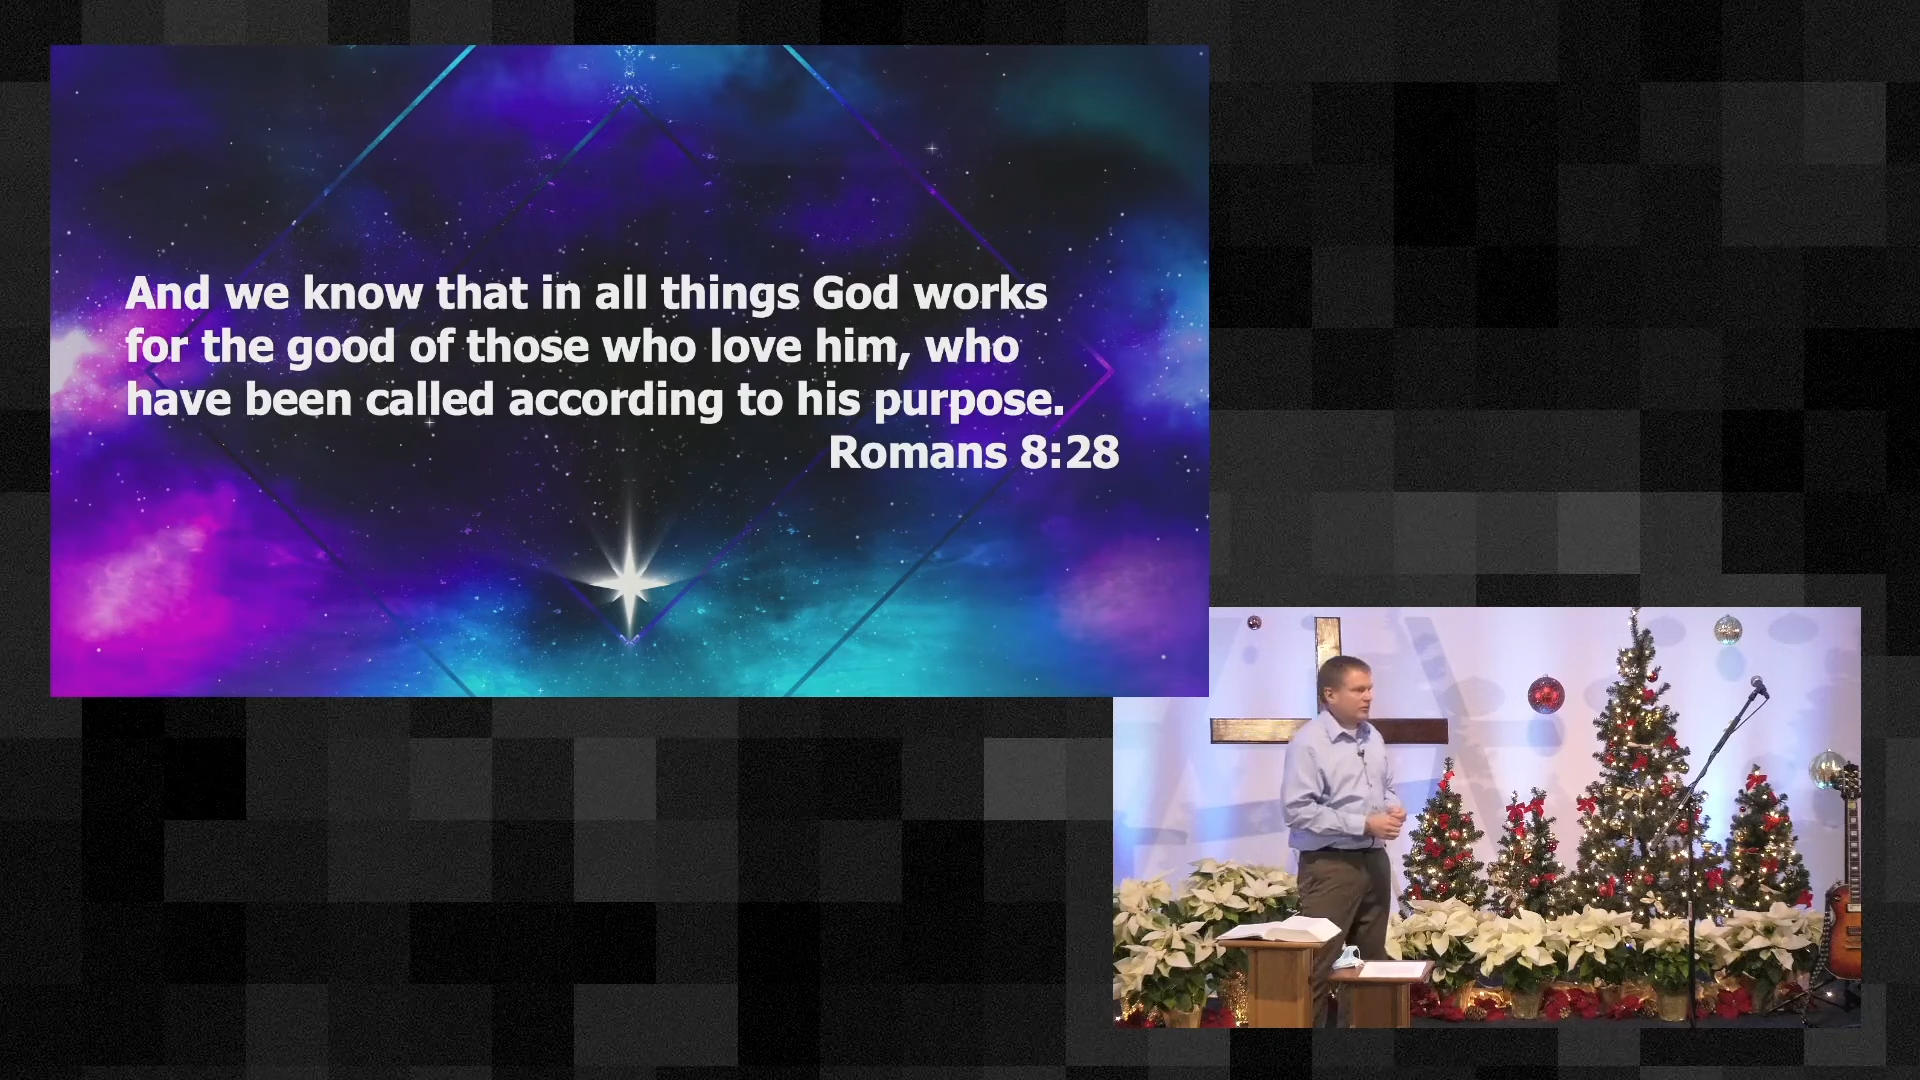 And we know that in all things God works
for the good of those who love him, who
have been called according to his purpose.
Romans 8:28